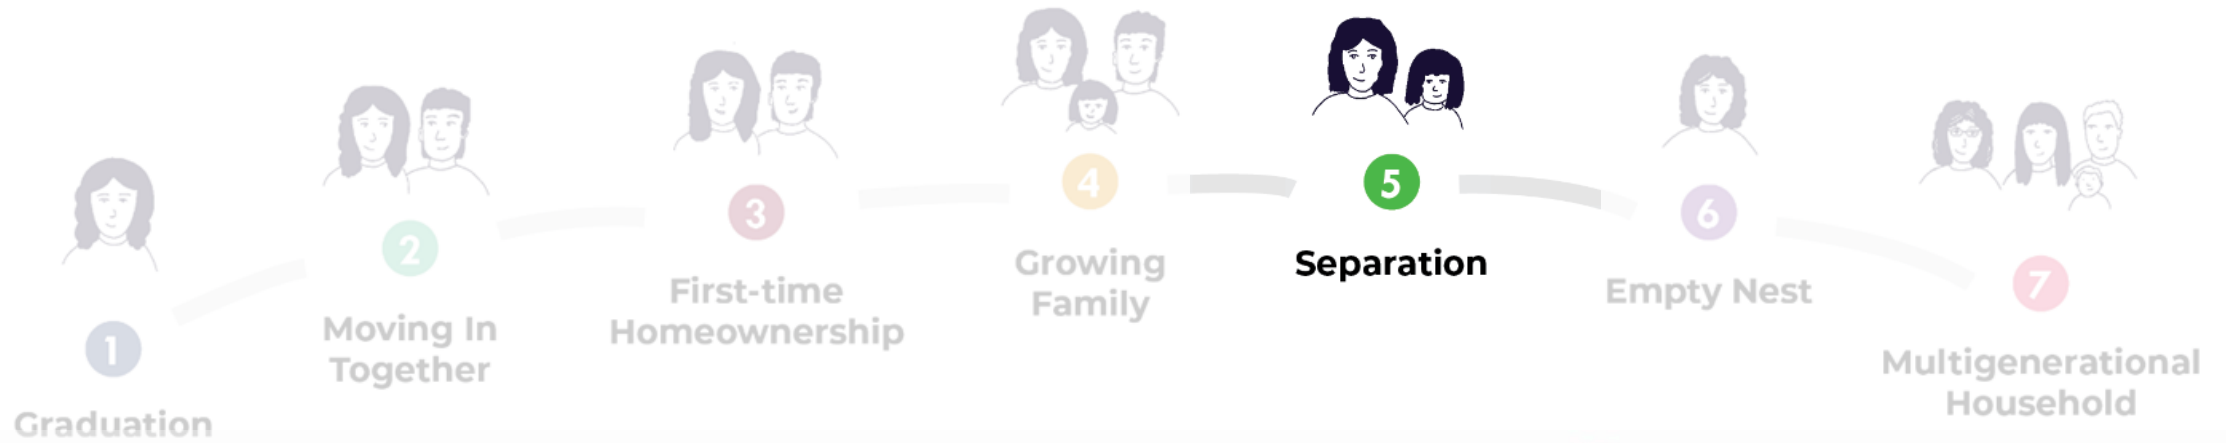 1
Graduation
2
Moving In
Together
3
First-time
Homeownership
4
Growing
Family
5
Separation
6
Empty Nest
7
Multigenerational
Household